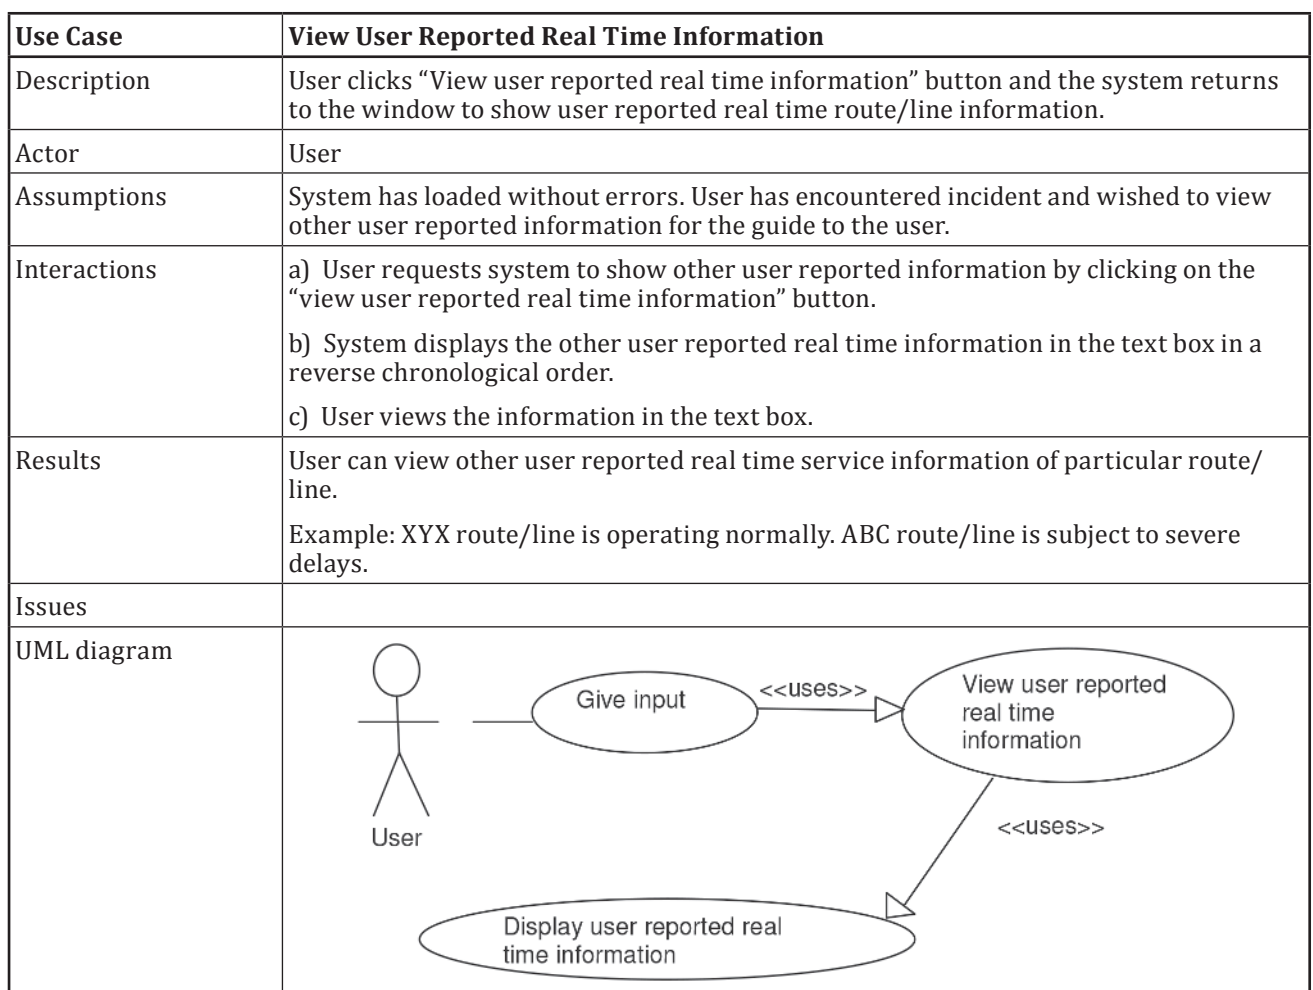 Use Case
View User Reported Real Time Information
Description
User clicks “View user reported real time information” button and the system returns
to the window to show user reported real time route/line information.
Actor
User
Assumptions
System has loaded without errors. User has encountered incident and wished to view
other user reported information for the guide to the user.
Interactions
a) User requests system to show other user reported information by clicking on the
“view user reported real time information” button.
b) System displays the other user reported real time information in the text box in a
reverse chronological order.
c) User views the information in the text box.
Results
User can view other user reported real time service information of particular route/
line.
Example: XYX route/line is operating normally. ABC route/line is subject to severe
delays.
Issues
UML diagram
Give input
<<uses>>
View user reported
real time
information
User
<<uses>>
Display user reported real
time information